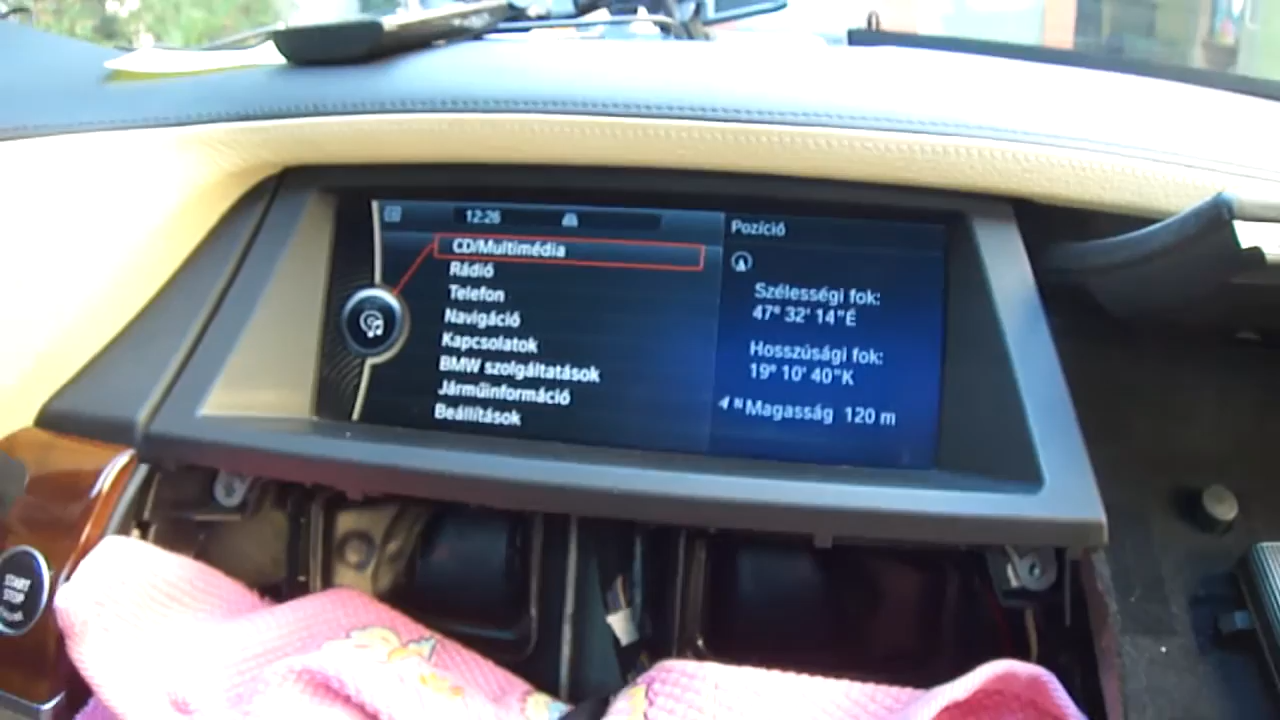 12:26
CD/Multimédia
Rádió
Telefon
Navigáció
Kapcsolatok
BMW szolgáltatások
Járműinformáció
Beállítások
Pozíció
Szélességi fok:
47° 32' 14"É
Hosszúsági fok:
19° 10' 40"K
N Magasság 120 m
START
STOP